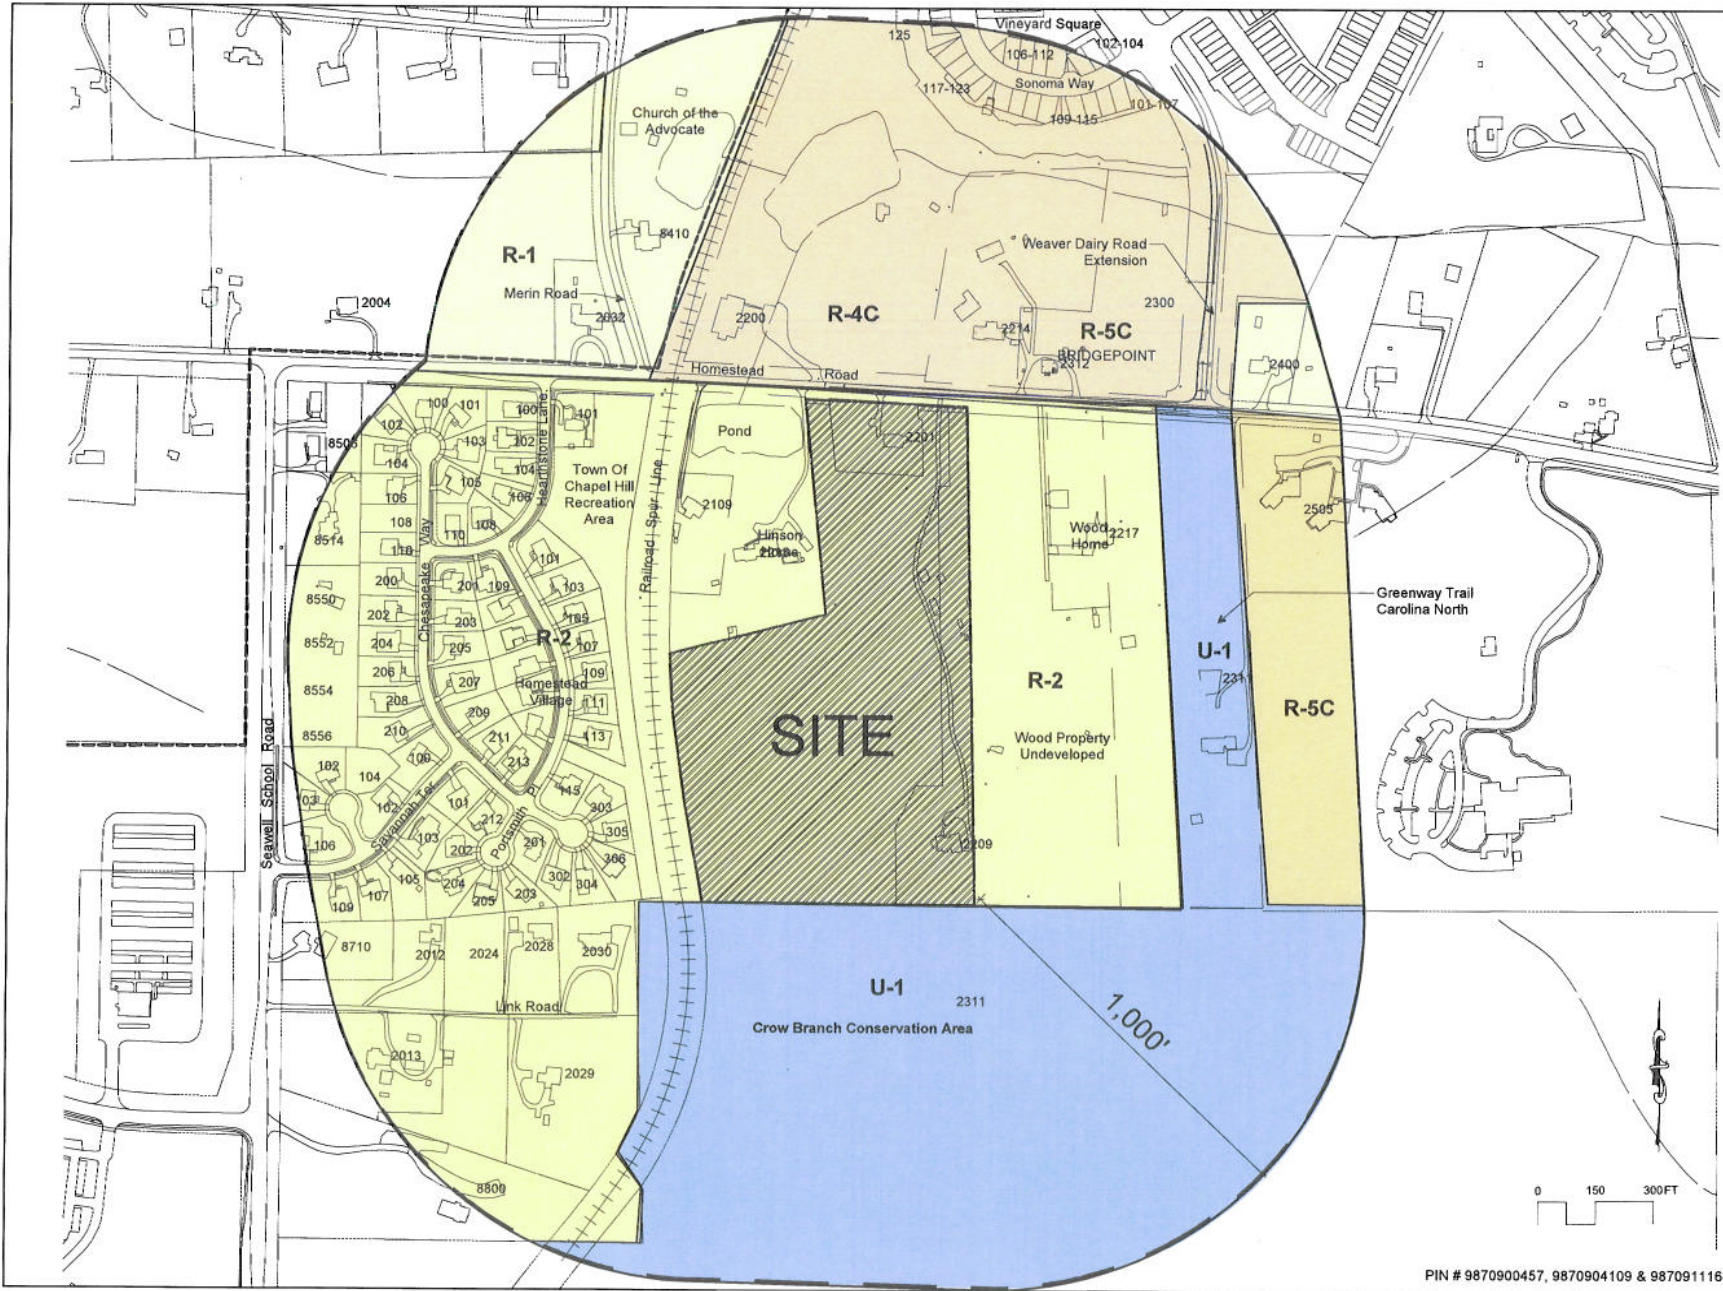 Vineyard Square
102-104
125
106-112
Sonoma Way
117-123
101-107
109-115
Church of the
Advocate
8410
R-1
Weaver Dairy Road
Extension
Merin Road
2004
2032
2200
R-4C
2300
2214
R-5C
BRIDGEPOINT
2312
2400
Homestead Road
100
101
100
101
102
103
102
104
104
105
106
106
108
108
110
110
8505
8514
Hearthstone Lane
Town Of
Chapel Hill
Recreation
Area
Railroad Spur Line
Pond
2109
Hinson
2201
Wood
Home
2217
2505
Greenway Trail
Carolina North
Chesapeake Way
200
201
109
101
103
8550
202
203
105
8552
204
205
R-2
107
206
207
109
8554
208
Homestead
Village
111
209
8556
210
211
113
213
100
U-1
2311
R-2
R-5C
SITE
Wood Property
Undeveloped
Seawell School Road
102
104
103
102
101
115
303
212
Savannah Ter
Portsmouth Pl
103
305
106
202
201
306
105
204
302
304
107
109
205
203
2209
8710
2012
2024
2028
2030
Link Road
U-1
2311
Crow Branch Conservation Area
1,000'
2013
2029
8800
0 150 300FT
PIN # 9870900457, 9870904109 & 987091116